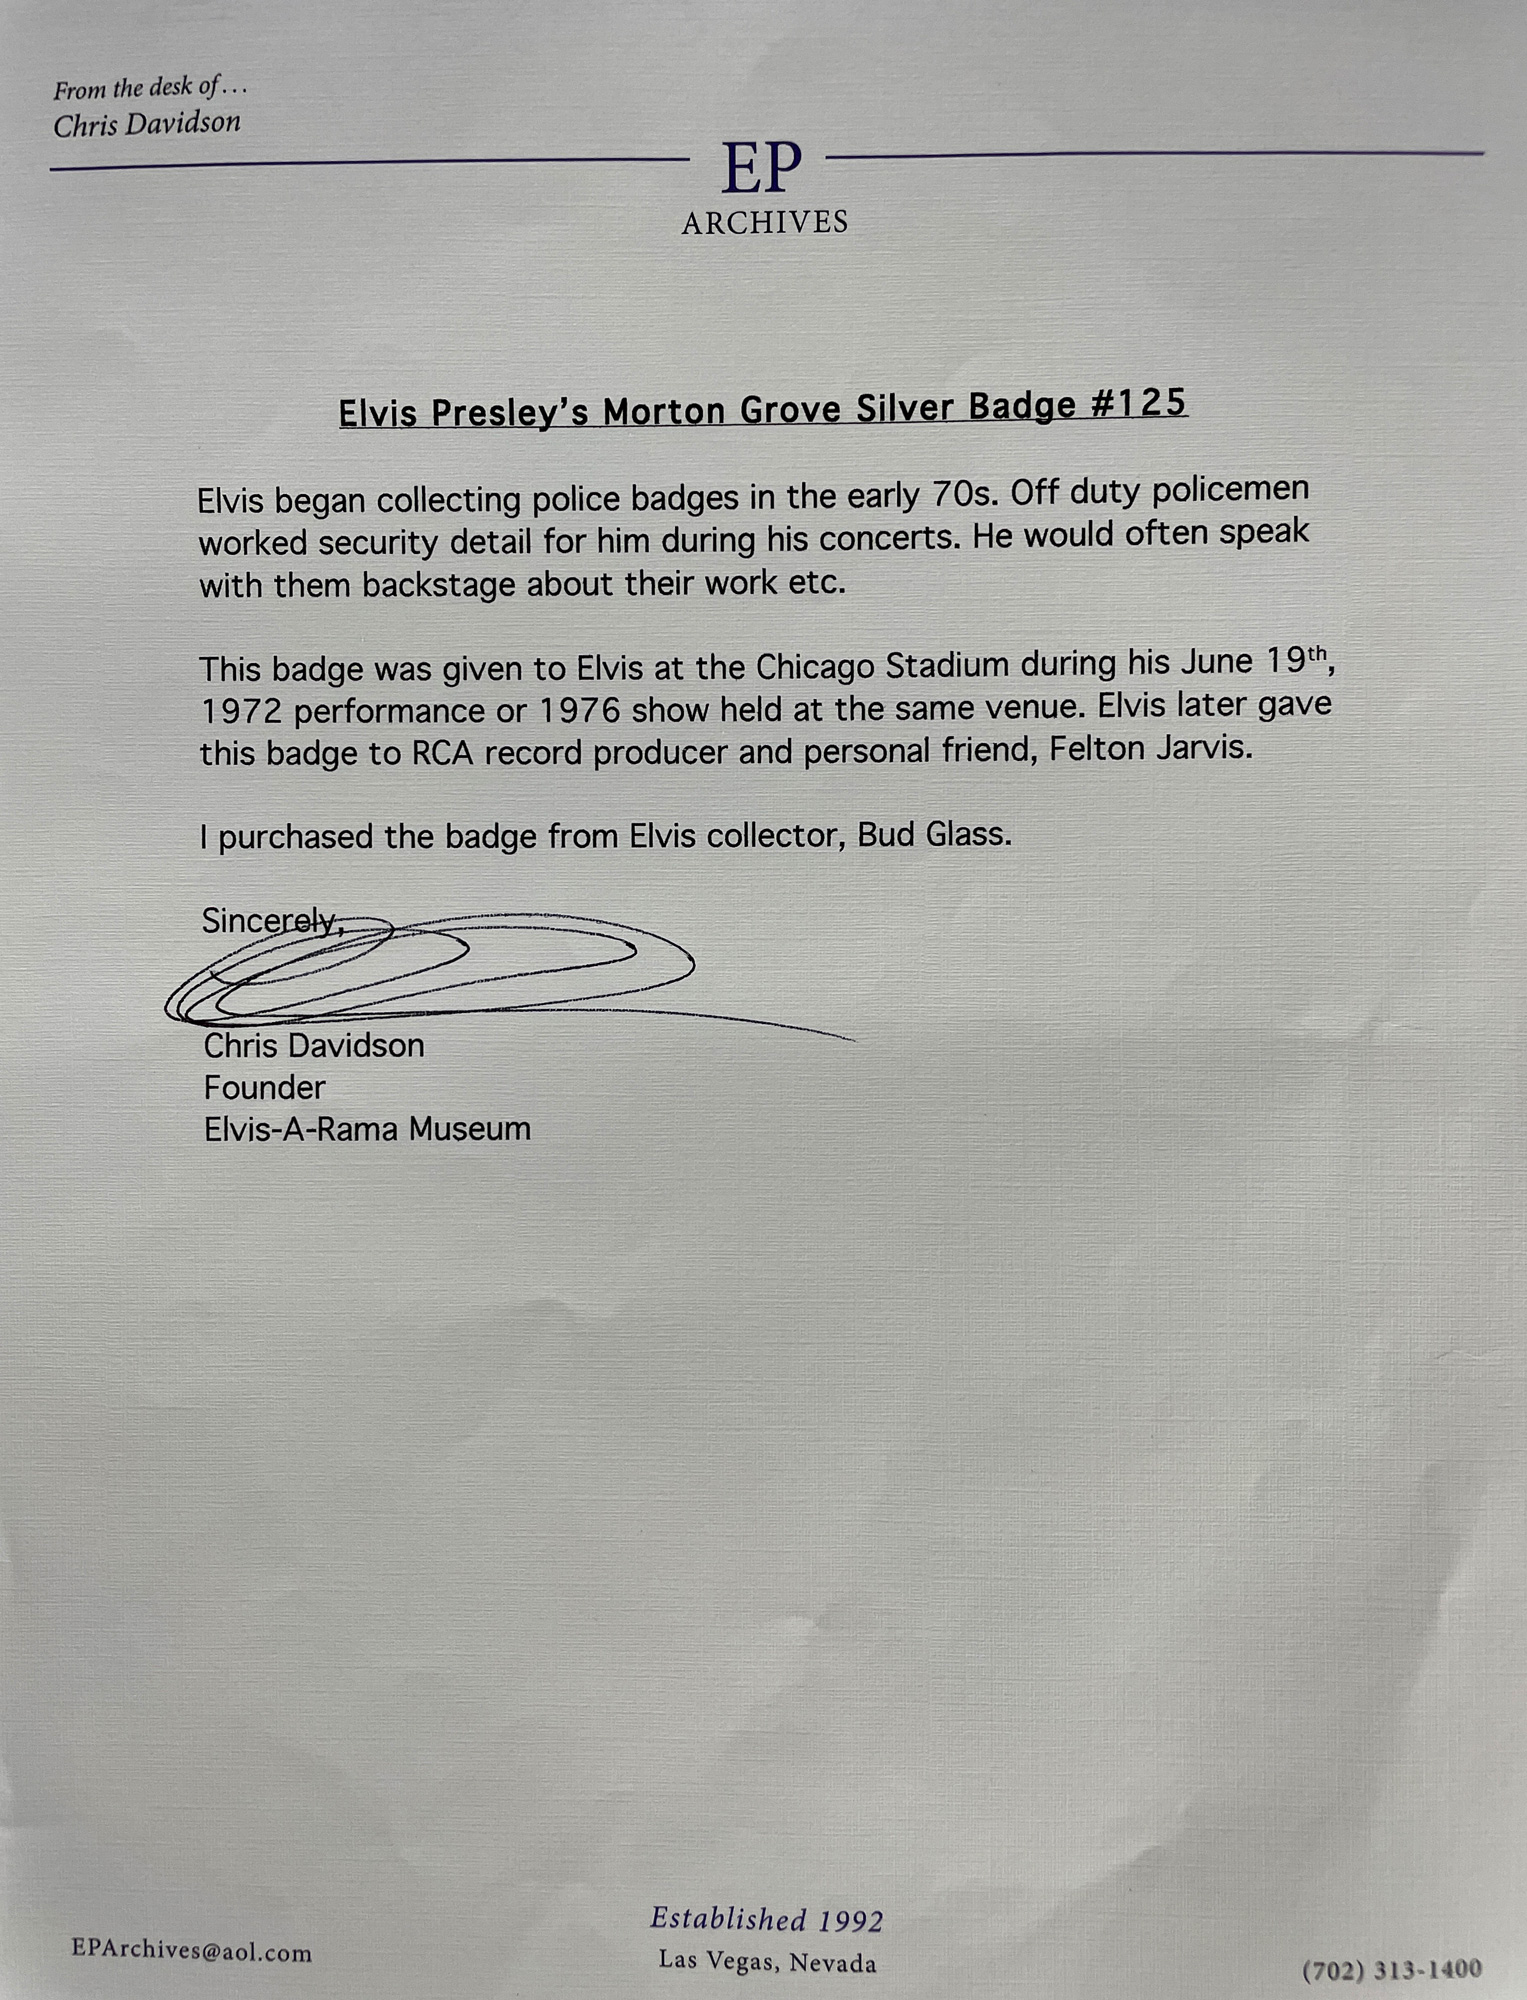 From the desk of...
Chris Davidson
EP
ARCHIVES
Elvis Presley's Morton Grove Silver Badge #125
Elvis began collecting police badges in the early 70s. Off duty policemen
worked security detail for him during his concerts. He would often speak
with them backstage about their work etc.
This badge was given to Elvis at the Chicago Stadium during his June 19th,
1972 performance or 1976 show held at the same venue. Elvis later gave
this badge to RCA record producer and personal friend, Felton Jarvis.
I purchased the badge from Elvis collector, Bud Glass.
Sincerely,
Chris Davidson
Founder
Elvis-A-Rama Museum
Established 1992
EPArchives@aol.com
Las Vegas, Nevada
(702) 313-1400